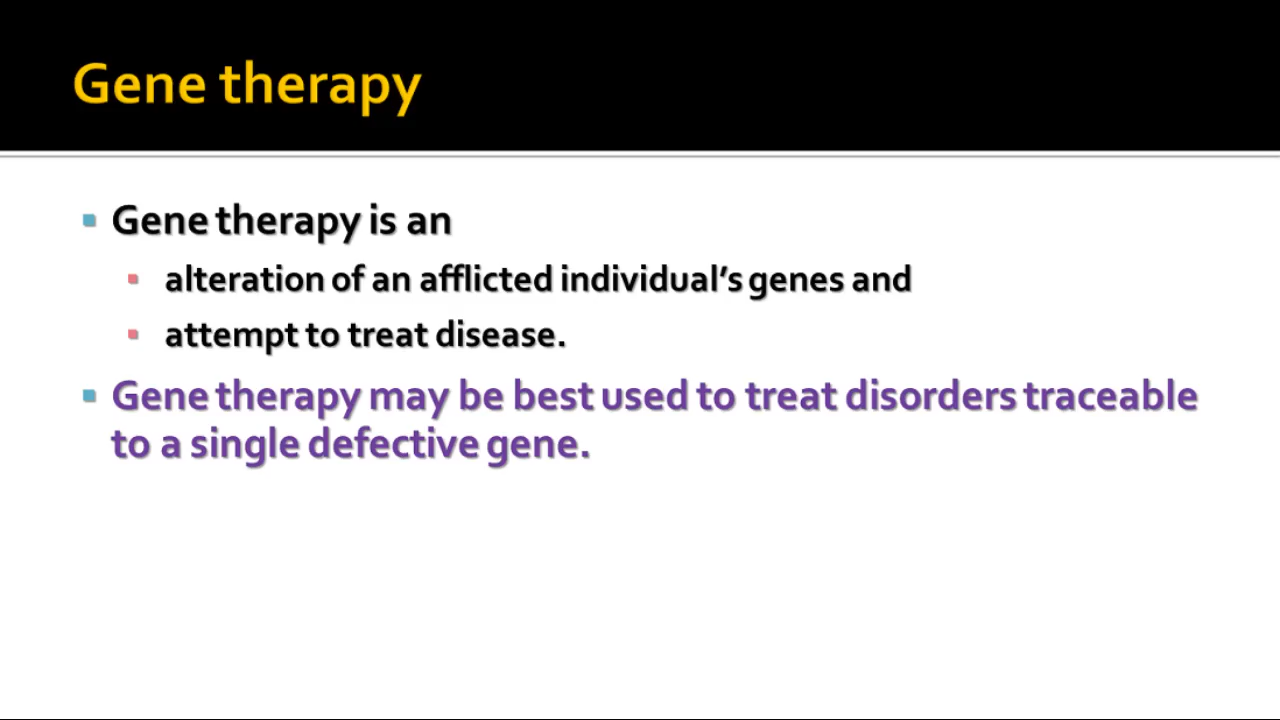 Gene therapy
Gene therapy is an
alteration of an afflicted individual’s genes and
attempt to treat disease.
Gene therapy may be best used to treat disorders traceable
to a single defective gene.